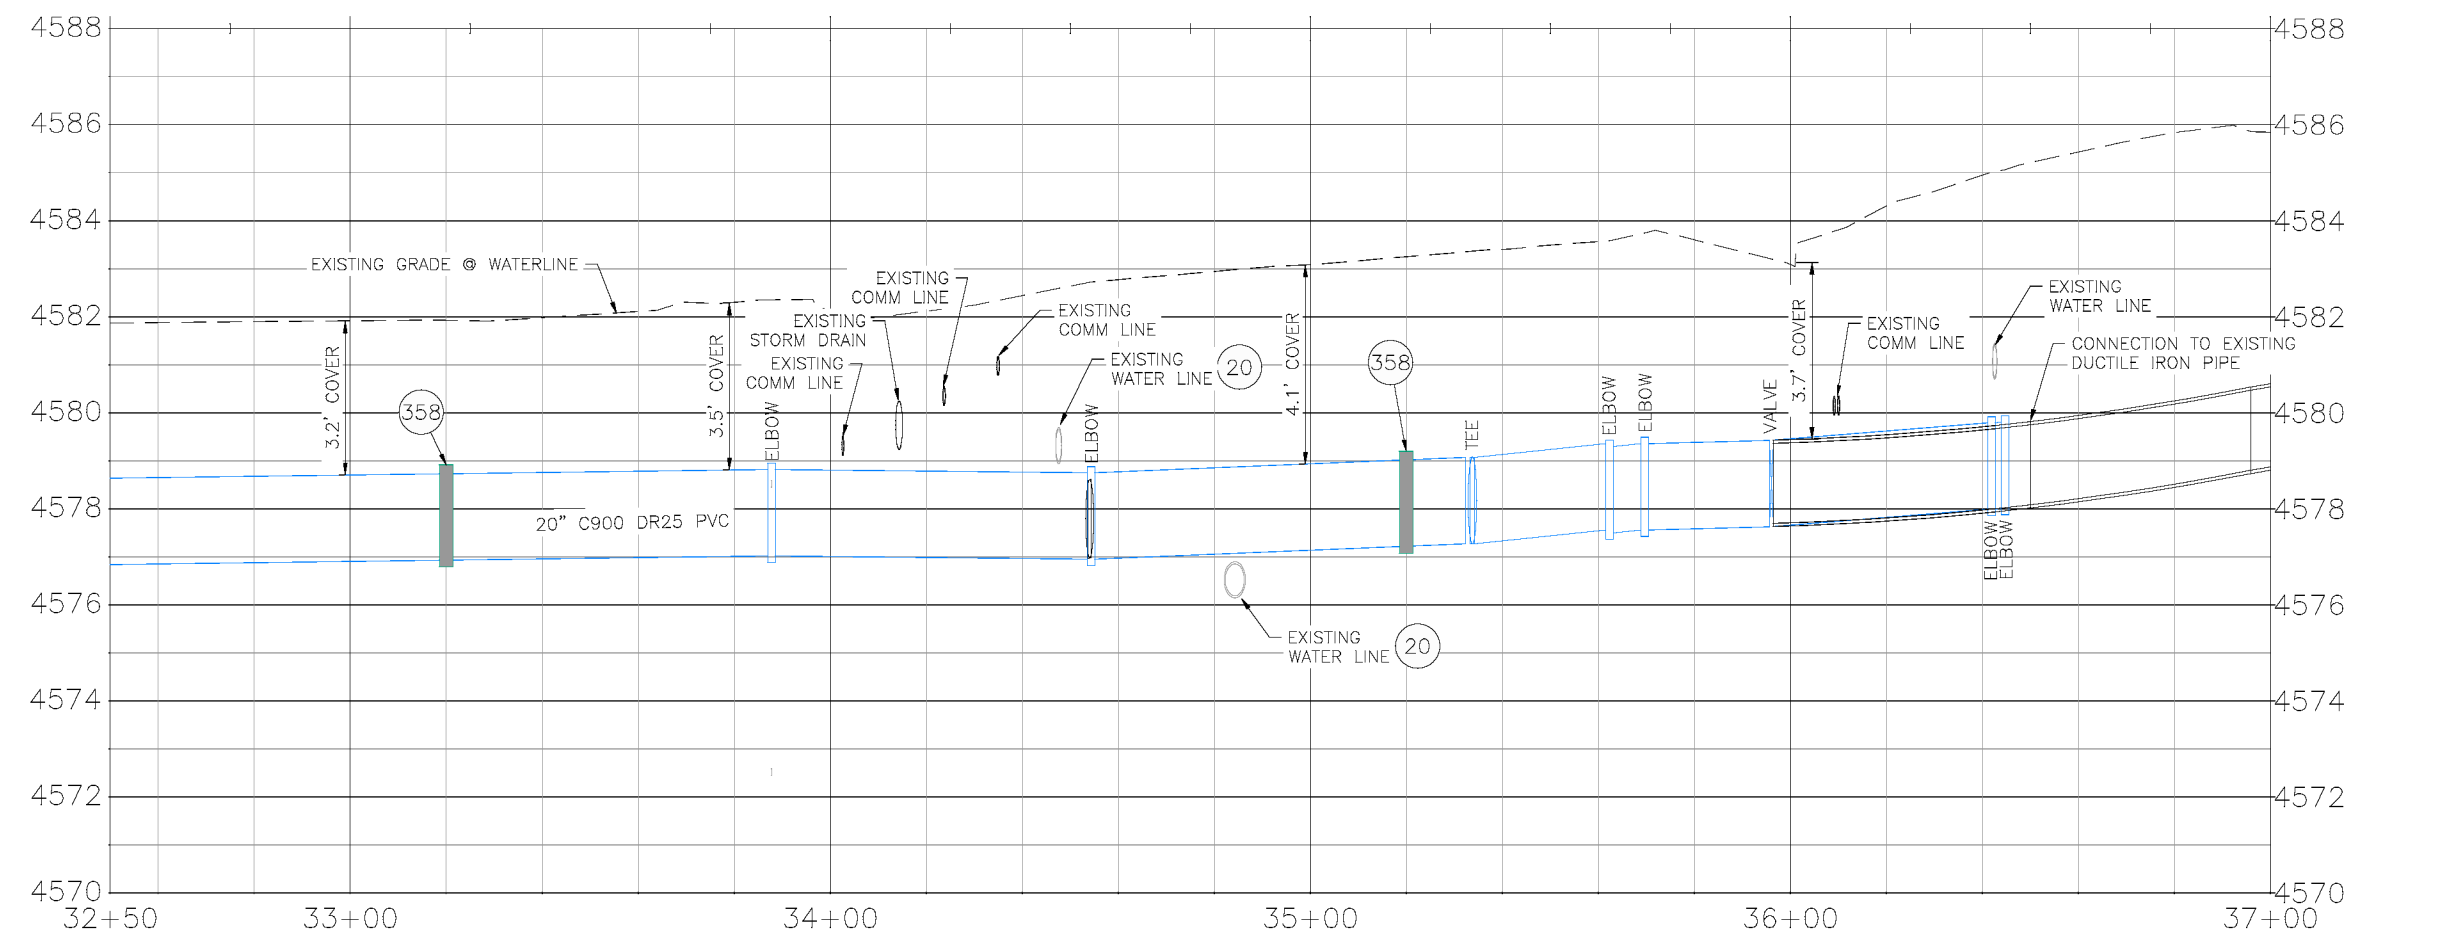 4588
4588
4586
4586
4584
4584
EXISTING GRADE @ WATERLINE
EXISTING
COMM LINE
EXISTING
WATER LINE
4582
4582
EXISTING
STORM DRAIN
EXISTING
COMM LINE
EXISTING
COMM LINE
CONNECTION TO EXISTING
DUCTILE IRON PIPE
EXISTING
COMM LINE
EXISTING
WATER LINE
20
358
3.2' COVER
3.5' COVER
4.1' COVER
3.7' COVER
4580
358
4580
ELBOW
ELBOW
TEE
ELBOW
ELBOW
VALVE
4578
20" C900 DR25 PVC
4578
ELBOW
ELBOW
4576
4576
EXISTING
WATER LINE
20
4574
4574
4572
4572
4570
4570
32+50
33+00
34+00
35+00
36+00
37+00